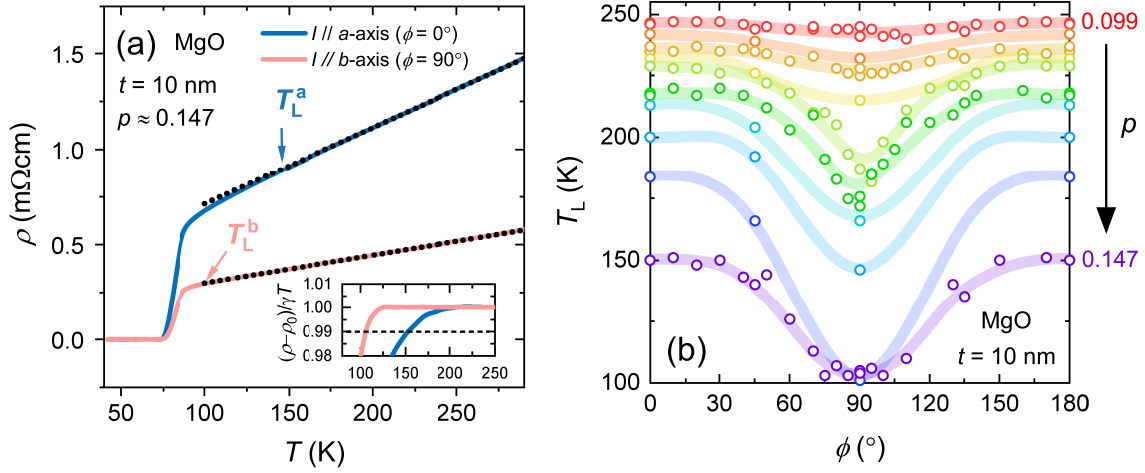 (a)
MgO
t = 10 nm
p ≈ 0.147
I // a-axis (ϕ = 0°)
I // b-axis (ϕ = 90°)
T_L^a
T_L^b
ρ (mΩcm)
1.5
1.0
0.5
0.0
50 100 150 200 250
T (K)
(ρ−ρ0)/γT
1.00
1.00
0.99
0.98
100 150 200 250
T_L (K)
250
200
150
100
0 30 60 90 120 150 180
ϕ (°)
(b)
MgO
t = 10 nm
0.099
p
0.147